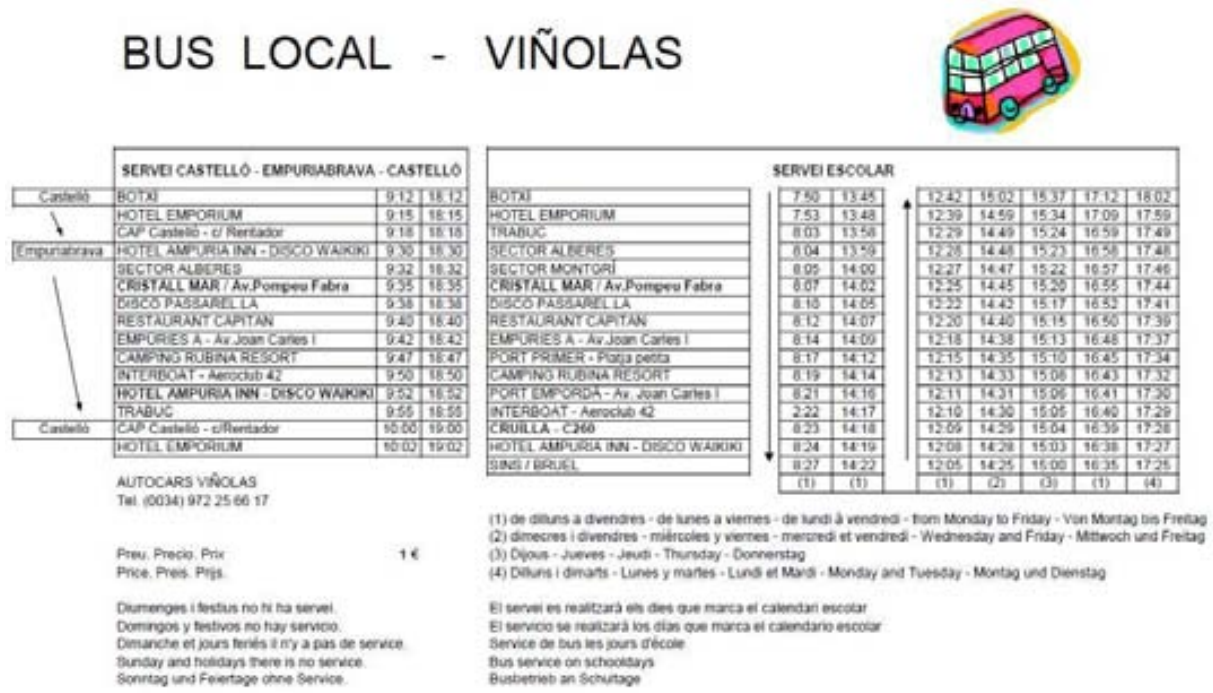 BUS LOCAL - VIÑOLAS
SERVEI CASTELLÓ - EMPURIABRAVA - CASTELLÓ
Castelló BOTXÍ 9:12 18:12
HOTEL EMPORIUM 9:15 18:15
CAP Castelló - c/ Rentador 9:18 18:18
Empuriabrava HOTEL AMPURIA INN - DISCO WAIKIKI 9:30 18:30
SECTOR ALBERES 9:32 18:32
CRISTALL MAR / Av.Pompeu Fabra 9:35 18:35
DISCO PASSAREL.LA 9:38 18:38
RESTAURANT CAPITÁN 9:40 18:40
EMPÚRIES A - Av.Joan Carles I 9:42 18:42
CAMPING RUBINA RESORT 9:47 18:47
INTERBOAT - Aeroclub 42 9:50 18:50
HOTEL AMPURIA INN - DISCO WAIKIKI 9:52 18:52
TRABUC 9:55 18:55
Castelló CAP Castelló - c/Rentador 10:00 19:00
HOTEL EMPORIUM 10:02 19:02
SERVEI ESCOLAR
BOTXÍ 7:50 13:45 12:42 15:02 15:37 17:12 18:02
HOTEL EMPORIUM 7:53 13:48 12:39 14:59 15:34 17:09 17:59
TRABUC 8:03 13:58 12:29 14:49 15:24 16:59 17:49
SECTOR ALBERES 8:04 13:59 12:28 14:48 15:23 16:58 17:48
SECTOR MONTGRÍ 8:05 14:00 12:27 14:47 15:22 16:57 17:46
CRISTALL MAR / Av.Pompeu Fabra 8:07 14:02 12:25 14:45 15:20 16:55 17:44
DISCO PASSAREL.LA 8:10 14:05 12:22 14:42 15:17 16:52 17:41
RESTAURANT CAPITÁN 8:12 14:07 12:20 14:40 15:15 16:50 17:39
EMPÚRIES A - Av.Joan Carles I 8:14 14:09 12:18 14:38 15:13 16:48 17:37
PORT PRIMER - Platja petita 8:17 14:12 12:15 14:35 15:10 16:45 17:34
CAMPING RUBINA RESORT 8:19 14:14 12:13 14:33 15:08 16:43 17:32
PORT EMPORDÀ - Av. Joan Carles I 8:21 14:16 12:11 14:31 15:06 16:41 17:30
INTERBOAT - Aeroclub 42 2:22 14:17 12:10 14:30 15:05 16:40 17:29
CRUILLA - C260 8:23 14:18 12:09 14:29 15:04 16:39 17:28
HOTEL AMPURIA INN - DISCO WAIKIKI 8:24 14:19 12:08 14:28 15:03 16:38 17:27
SINS / BRUEL 8:27 14:22 12:05 14:25 15:00 16:35 17:25
(1) (1) (1) (2) (3) (1) (4)
AUTOCARS VIÑOLAS
Tel. (0034) 972 25 66 17
Preu. Precio. Prix 1 €
Price. Preis. Prijs.
Diumenges i festius no hi ha servei.
Domingos y festivos no hay servicio.
Dimanche et jours feriés il n'y a pas de service.
Sunday and holidays there is no service.
Sonntag und Feiertage ohne Service.
(1) de dilluns a divendres - de lunes a viernes - de lundi à vendredi - from Monday to Friday - Von Montag bis Freitag
(2) dimecres i divendres - miércoles y viernes - mercredi et vendredi - Wednesday and Friday - Mittwoch und Freitag
(3) Dijous - Jueves - Jeudi - Thursday - Donnerstag
(4) Dilluns i dimarts - Lunes y martes - Lundi et Mardi - Monday and Tuesday - Montag und Dienstag
El servei es realitzarà els dies que marca el calendari escolar
El servicio se realizará los días que marca el calendario escolar
Service de bus les jours d'école
Bus service on schooldays
Busbetrieb an Schultage